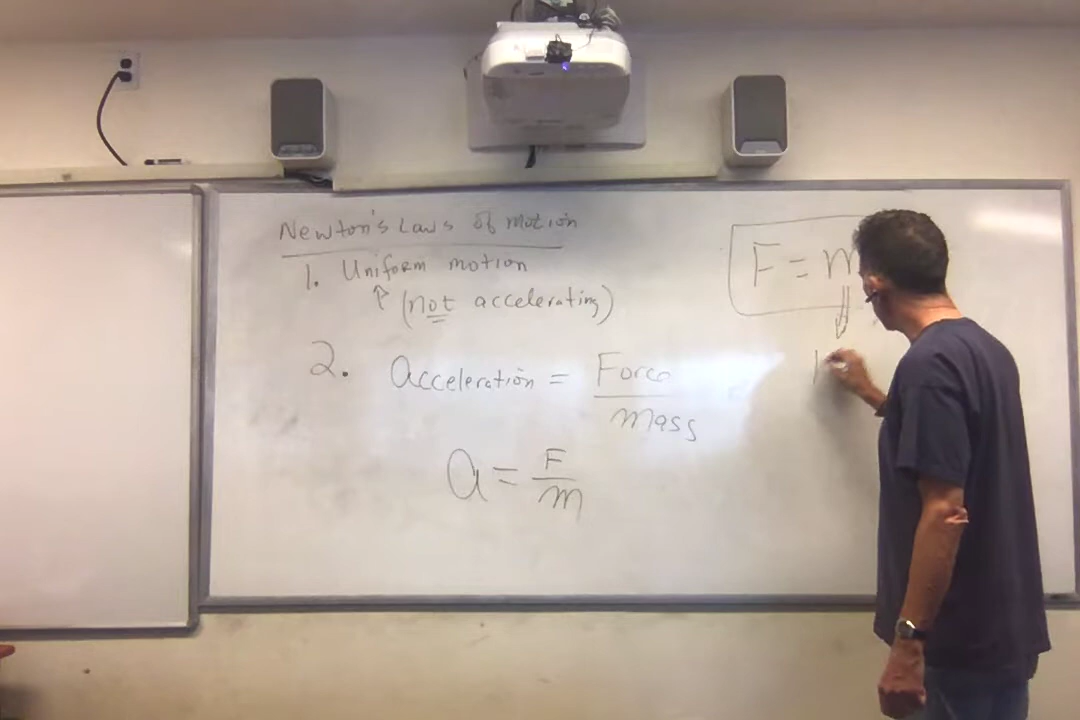 Newton's Laws of motion
1. Uniform motion
(not accelerating)
2. Acceleration = Force
mass
a = F
m
F = m